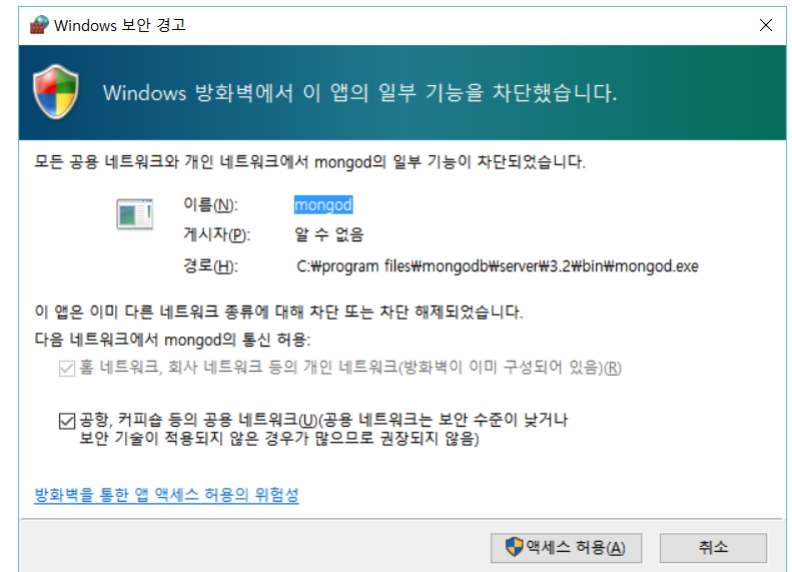 Windows 보안 경고
Windows 방화벽에서 이 앱의 일부 기능을 차단했습니다.
모든 공용 네트워크와 개인 네트워크에서 mongod의 일부 기능이 차단되었습니다.
이름(N): mongod
게시자(P): 알 수 없음
경로(H): C:₩program files₩mongodb₩server₩3.2₩bin₩mongod.exe
이 앱은 이미 다른 네트워크 종류에 대해 차단 또는 차단 해제되었습니다.
다음 네트워크에서 mongod의 통신 허용:
홈 네트워크, 회사 네트워크 등의 개인 네트워크(방화벽이 이미 구성되어 있음)(R)
공항, 커피숍 등의 공용 네트워크(U)(공용 네트워크는 보안 수준이 낮거나
보안 기술이 적용되지 않은 경우가 많으므로 권장되지 않음)
방화벽을 통한 앱 액세스 허용의 위험성
액세스 허용(A) 취소